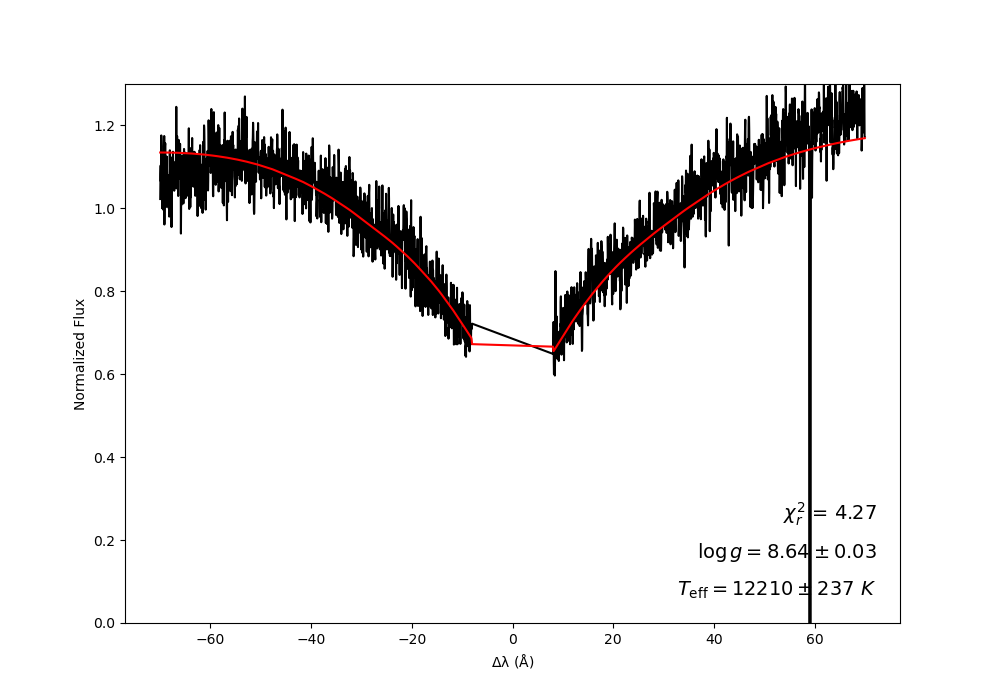 1.2
1.0
0.8
0.6
0.4
0.2
0.0
Normalized Flux
χ²ᵣ = 4.27
log g = 8.64 ± 0.03
T_eff = 12210 ± 237 K
−60 −40 −20 0 20 40 60
Δλ (Å)